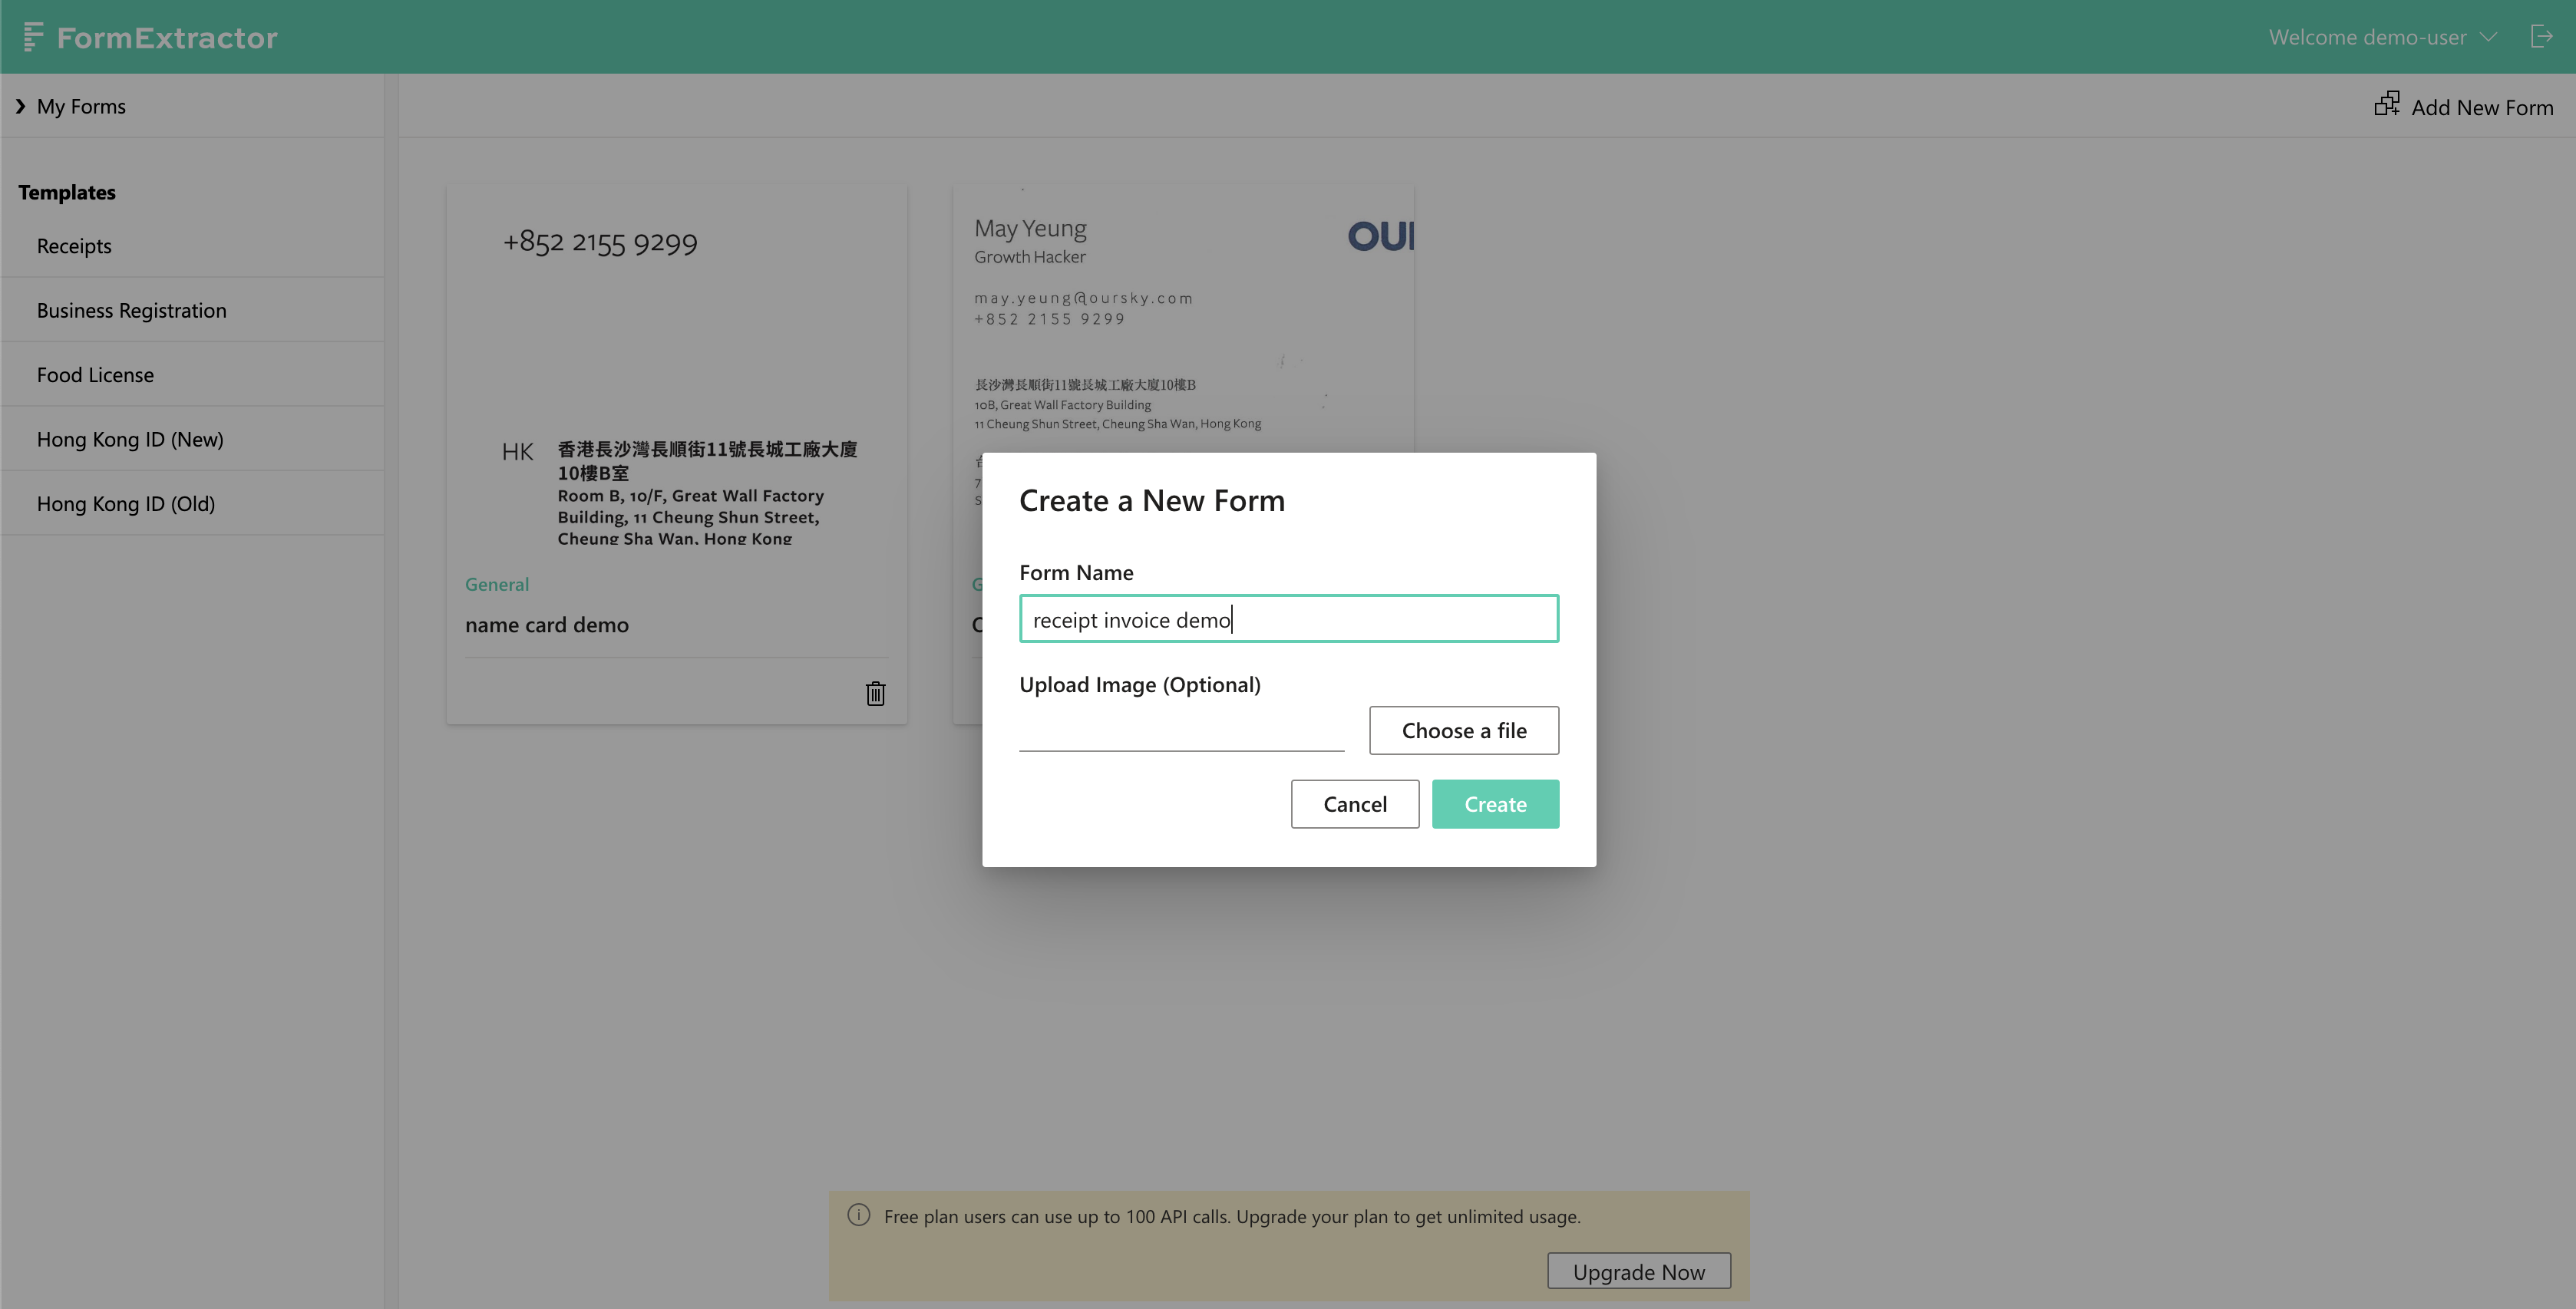 FormExtractor
Welcome demo-user
My Forms
Add New Form
Templates
Receipts
Business Registration
Food License
Hong Kong ID (New)
Hong Kong ID (Old)
+852 2155 9299
HK
香港長沙灣長順街11號長城工廠大廈
10樓B室
Room B, 10/F, Great Wall Factory
Building, 11 Cheung Shun Street,
Cheung Sha Wan, Hong Kong
General
name card demo
May Yeung
Growth Hacker
OUR
may.yeung@oursky.com
+852 2155 9299
長沙灣長順街11號長城工廠大廈10樓B
10B, Great Wall Factory Building
11 Cheung Shun Street, Cheung Sha Wan, Hong Kong
Create a New Form
Form Name
receipt invoice demo
Upload Image (Optional)
Choose a file
Cancel
Create
Free plan users can use up to 100 API calls. Upgrade your plan to get unlimited usage.
Upgrade Now